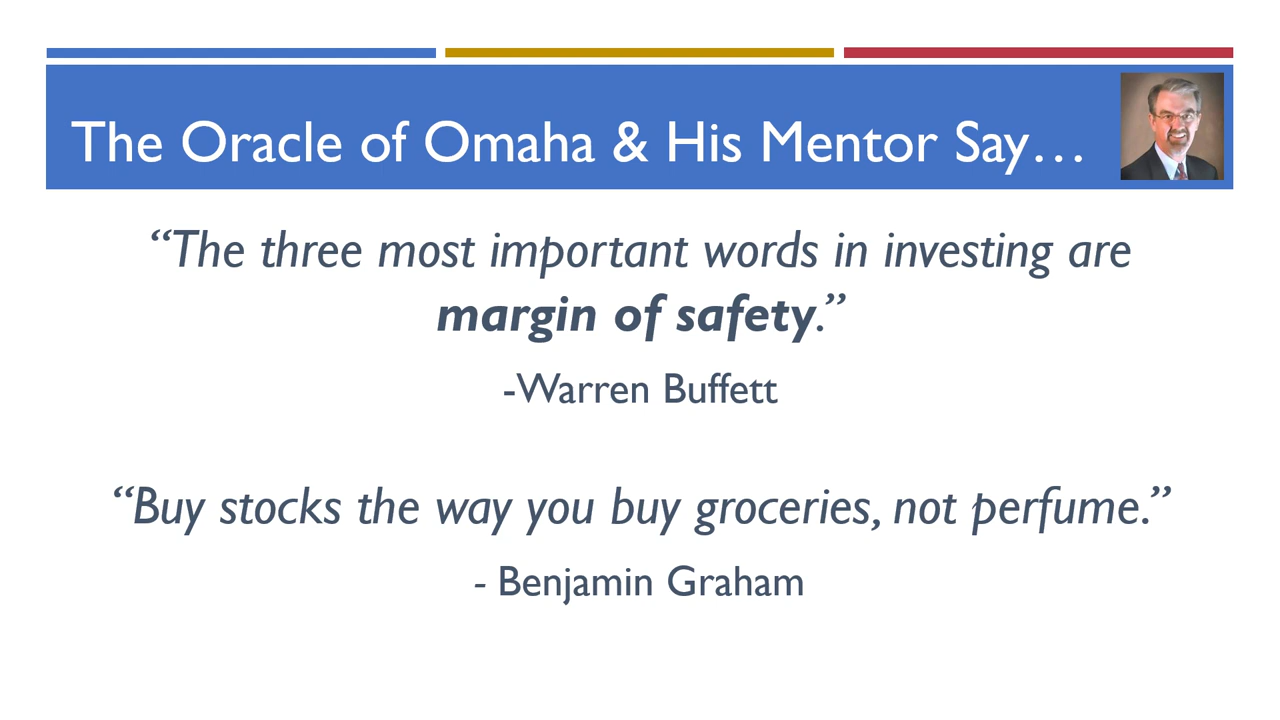 The Oracle of Omaha & His Mentor Say…
“The three most important words in investing are
margin of safety.”
-Warren Buffett
“Buy stocks the way you buy groceries, not perfume.”
- Benjamin Graham